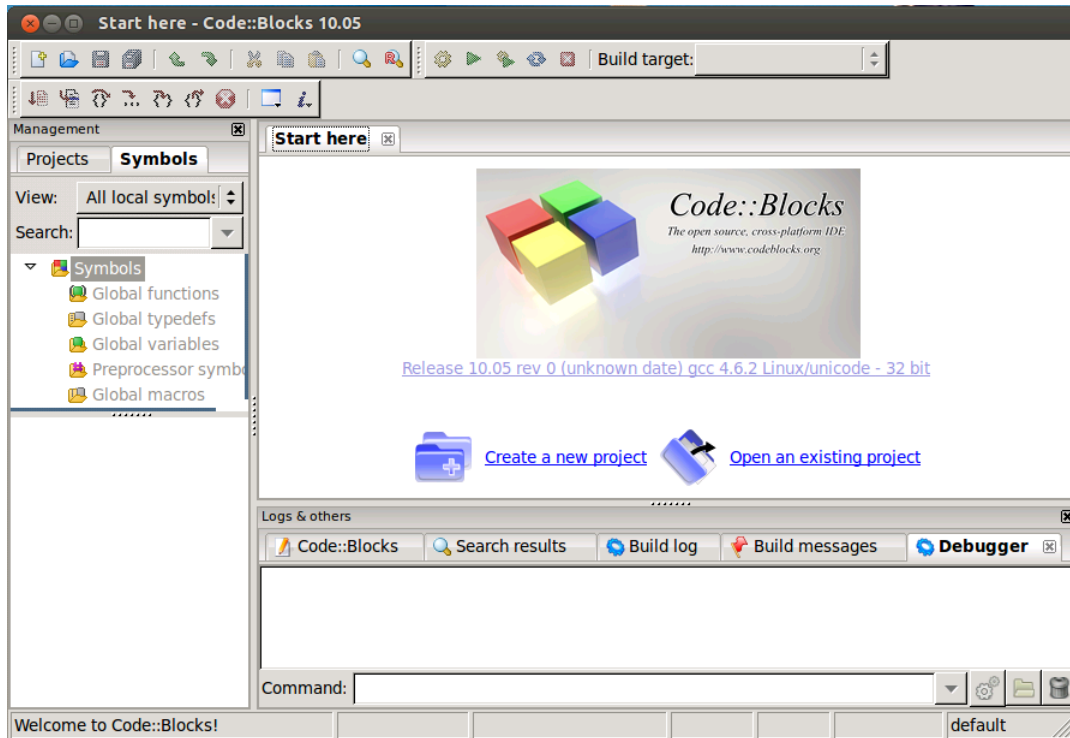 Start here - Code::Blocks 10.05
Build target:
Management
Projects Symbols
View: All local symbols
Search:
Symbols
Global functions
Global typedefs
Global variables
Preprocessor symbo
Global macros
Start here
Code::Blocks
The open source, cross-platform IDE
http://www.codeblocks.org
Release 10.05 rev 0 (unknown date) gcc 4.6.2 Linux/unicode - 32 bit
Create a new project Open an existing project
Logs & others
Code::Blocks Search results Build log Build messages Debugger
Command:
Welcome to Code::Blocks! default